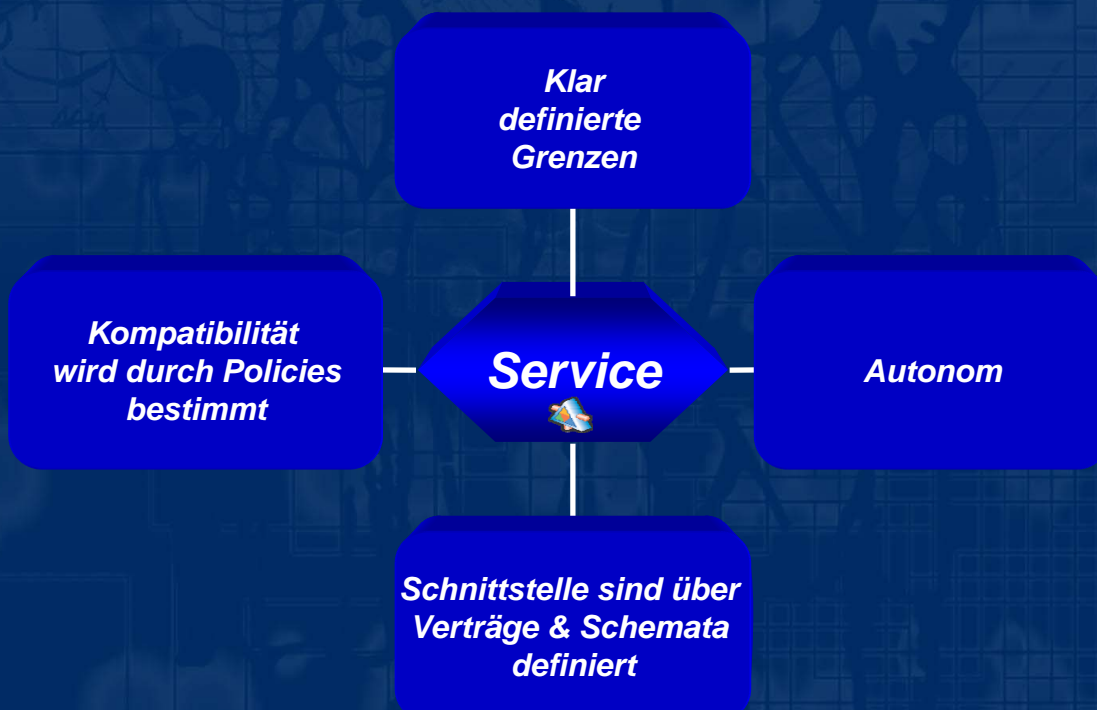 Klar
definierte
Grenzen
Kompatibilität
wird durch Policies
bestimmt
Service
Autonom
Schnittstelle sind über
Verträge & Schemata
definiert